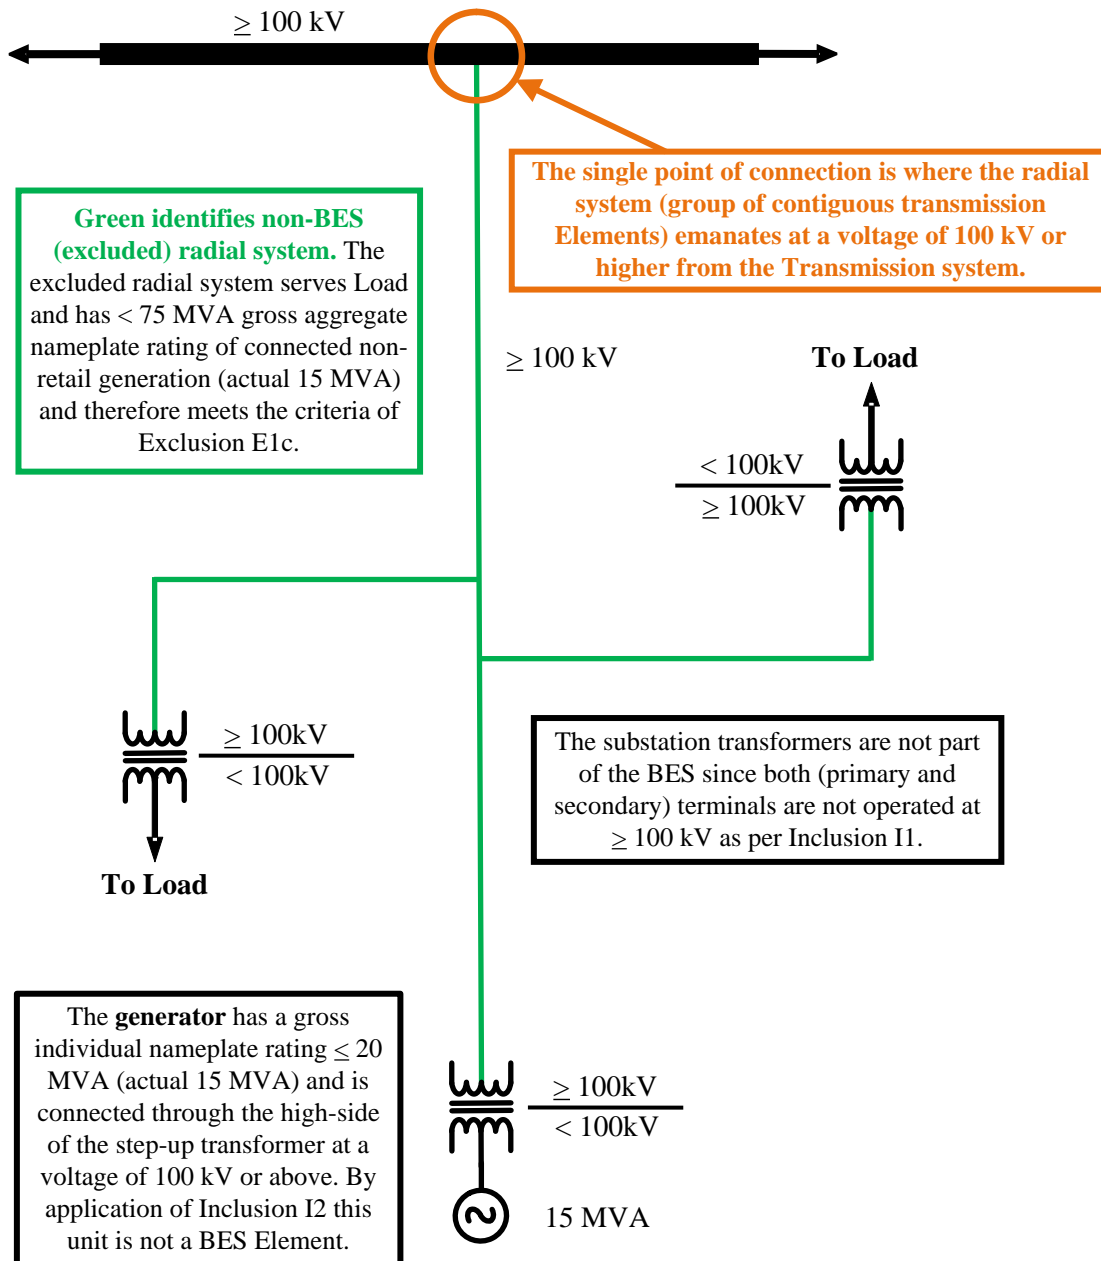 ≥ 100 kV
The single point of connection is where the radial
system (group of contiguous transmission
Elements) emanates at a voltage of 100 kV or
higher from the Transmission system.
Green identifies non-BES
(excluded) radial system. The
excluded radial system serves Load
and has < 75 MVA gross aggregate
nameplate rating of connected non-
retail generation (actual 15 MVA)
and therefore meets the criteria of
Exclusion E1c.
≥ 100 kV
To Load
< 100kV
≥ 100kV
≥ 100kV
< 100kV
To Load
The substation transformers are not part
of the BES since both (primary and
secondary) terminals are not operated at
≥ 100 kV as per Inclusion I1.
The generator has a gross
individual nameplate rating ≤ 20
MVA (actual 15 MVA) and is
connected through the high-side
of the step-up transformer at a
voltage of 100 kV or above. By
application of Inclusion I2 this
unit is not a BES Element.
≥ 100kV
< 100kV
15 MVA